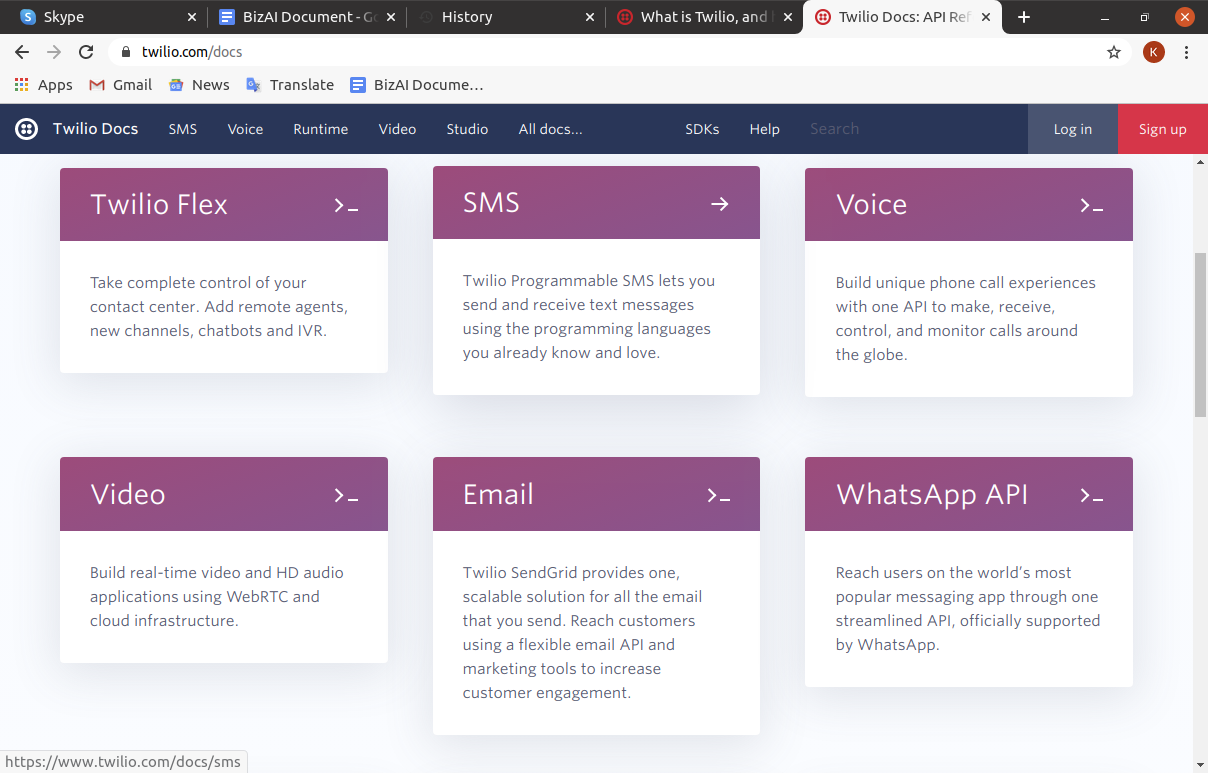 Skype
BizAI Document - Go
History
What is Twilio, and
Twilio Docs: API Ref
twilio.com/docs
K
Apps
Gmail
News
Translate
BizAI Docume...
Twilio Docs
SMS
Voice
Runtime
Video
Studio
All docs...
SDKs
Help
Search
Log in
Sign up
Twilio Flex
Take complete control of your
contact center. Add remote agents,
new channels, chatbots and IVR.
SMS
Twilio Programmable SMS lets you
send and receive text messages
using the programming languages
you already know and love.
Voice
Build unique phone call experiences
with one API to make, receive,
control, and monitor calls around
the globe.
Video
Build real-time video and HD audio
applications using WebRTC and
cloud infrastructure.
Email
Twilio SendGrid provides one,
scalable solution for all the email
that you send. Reach customers
using a flexible email API and
marketing tools to increase
customer engagement.
WhatsApp API
Reach users on the world’s most
popular messaging app through one
streamlined API, officially supported
by WhatsApp.
https://www.twilio.com/docs/sms